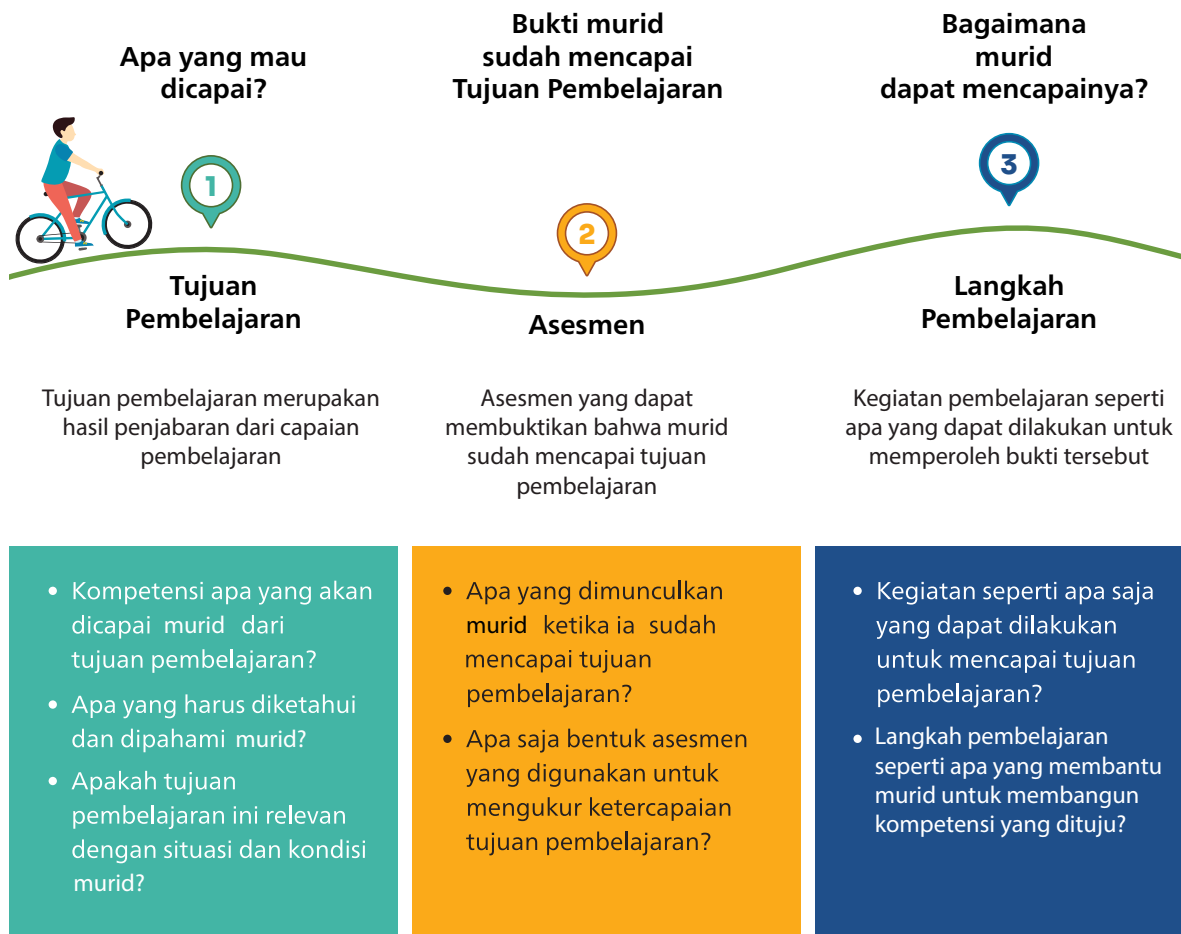 Apa yang mau
dicapai?
Bukti murid
sudah mencapai
Tujuan Pembelajaran
Bagaimana
murid
dapat mencapainya?
1
2
3
Tujuan
Pembelajaran
Asesmen
Langkah
Pembelajaran
Tujuan pembelajaran merupakan
hasil penjabaran dari capaian
pembelajaran
Asesmen yang dapat
membuktikan bahwa murid
sudah mencapai tujuan
pembelajaran
Kegiatan pembelajaran seperti
apa yang dapat dilakukan untuk
memperoleh bukti tersebut
• Kompetensi apa yang akan
dicapai murid dari
tujuan pembelajaran?
• Apa yang harus diketahui
dan dipahami murid?
• Apakah tujuan
pembelajaran ini relevan
dengan situasi dan kondisi
murid?
• Apa yang dimunculkan
murid ketika ia sudah
mencapai tujuan
pembelajaran?
• Apa saja bentuk asesmen
yang digunakan untuk
mengukur ketercapaian
tujuan pembelajaran?
• Kegiatan seperti apa saja
yang dapat dilakukan
untuk mencapai tujuan
pembelajaran?
• Langkah pembelajaran
seperti apa yang membantu
murid untuk membangun
kompetensi yang dituju?